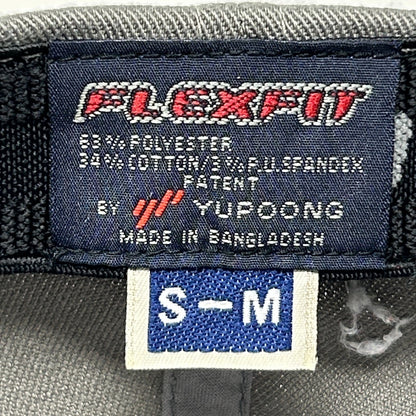 FLEXFIT
63% POLYESTER
34% COTTON/3% P.U.SPANDEX
PATENT
BY YUPOONG
MADE IN BANGLADESH
S-M